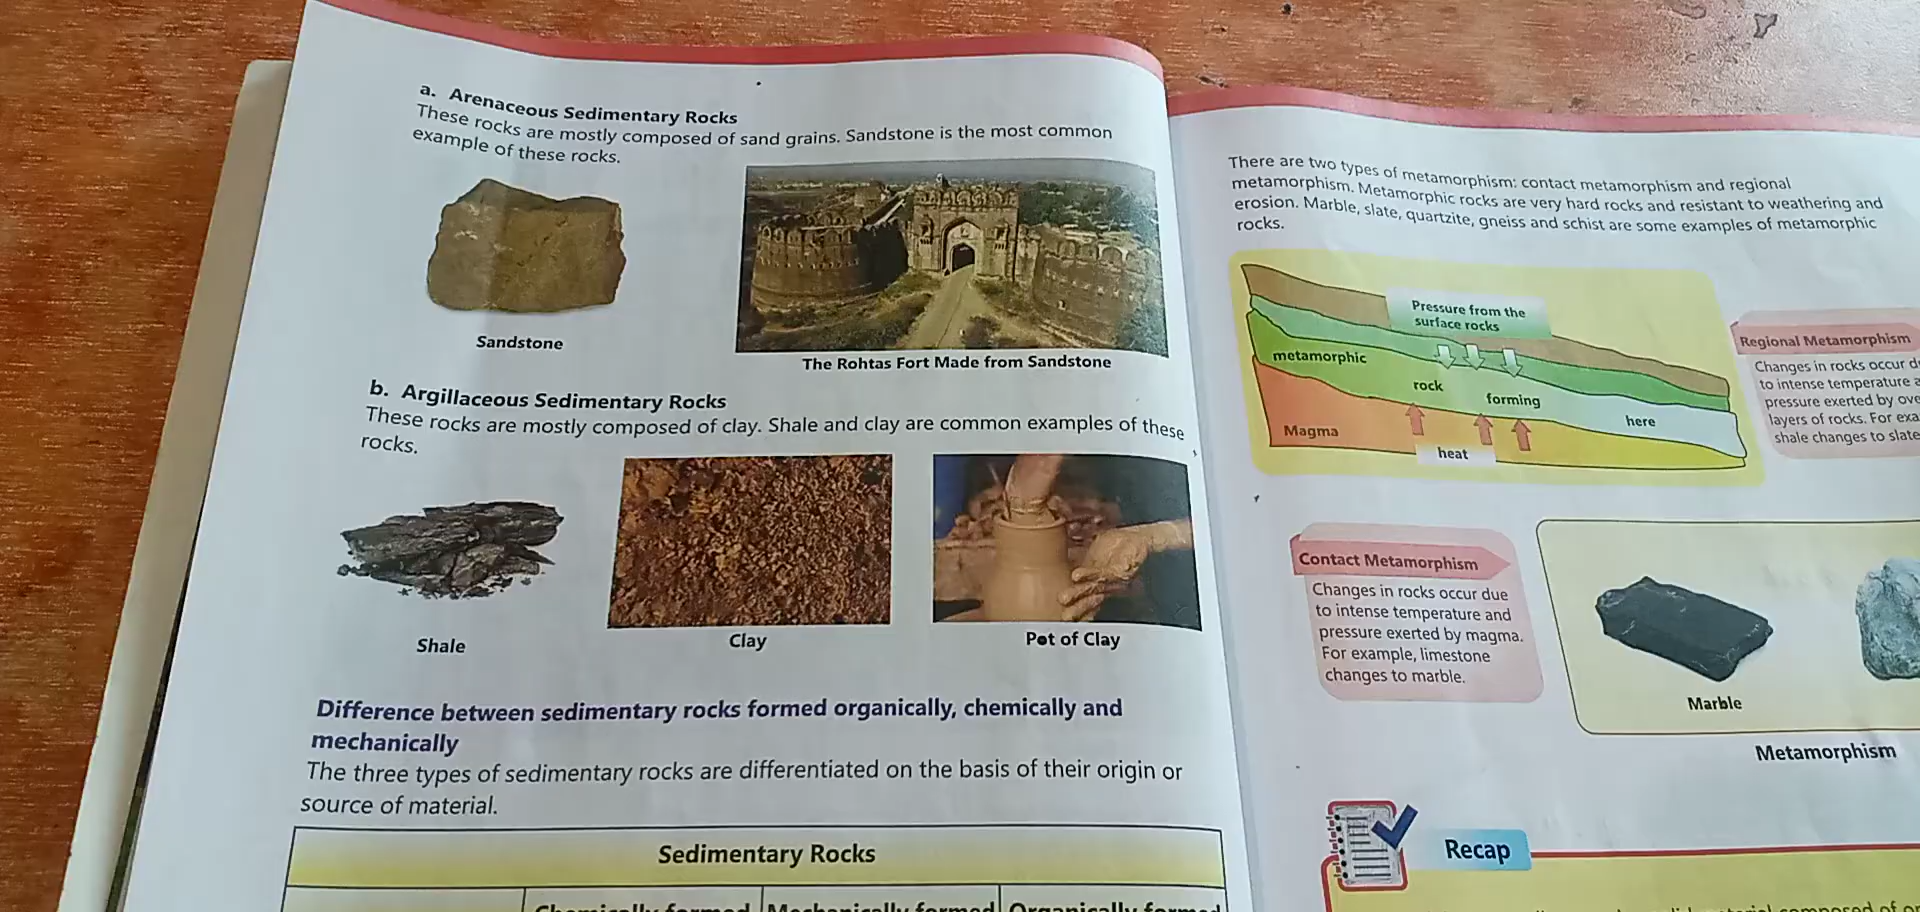 a. Arenaceous Sedimentary Rocks
These rocks are mostly composed of sand grains. Sandstone is the most common
example of these rocks.
Sandstone
The Rohtas Fort Made from Sandstone
b. Argillaceous Sedimentary Rocks
These rocks are mostly composed of clay. Shale and clay are common examples of these
rocks.
Shale
Clay
Pot of Clay
Difference between sedimentary rocks formed organically, chemically and
mechanically
The three types of sedimentary rocks are differentiated on the basis of their origin or
source of material.
Sedimentary Rocks
Chemically formed
Mechanically formed
Organically formed
There are two types of metamorphism: contact metamorphism and regional
metamorphism. Metamorphic rocks are very hard rocks and resistant to weathering and
erosion. Marble, slate, quartzite, gneiss and schist are some examples of metamorphic
rocks.
Pressure from the
surface rocks
metamorphic
rock
forming
here
Magma
heat
Regional Metamorphism
Changes in rocks occur
to intense temperature
pressure exerted by
layers of rocks. For
shale changes to slate
Contact Metamorphism
Changes in rocks occur due
to intense temperature and
pressure exerted by magma.
For example, limestone
changes to marble.
Marble
Metamorphism
Recap